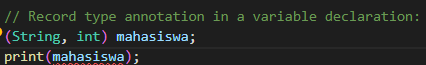 // Record type annotation in a variable declaration:
(String, int) mahasiswa;
print(mahasiswa);